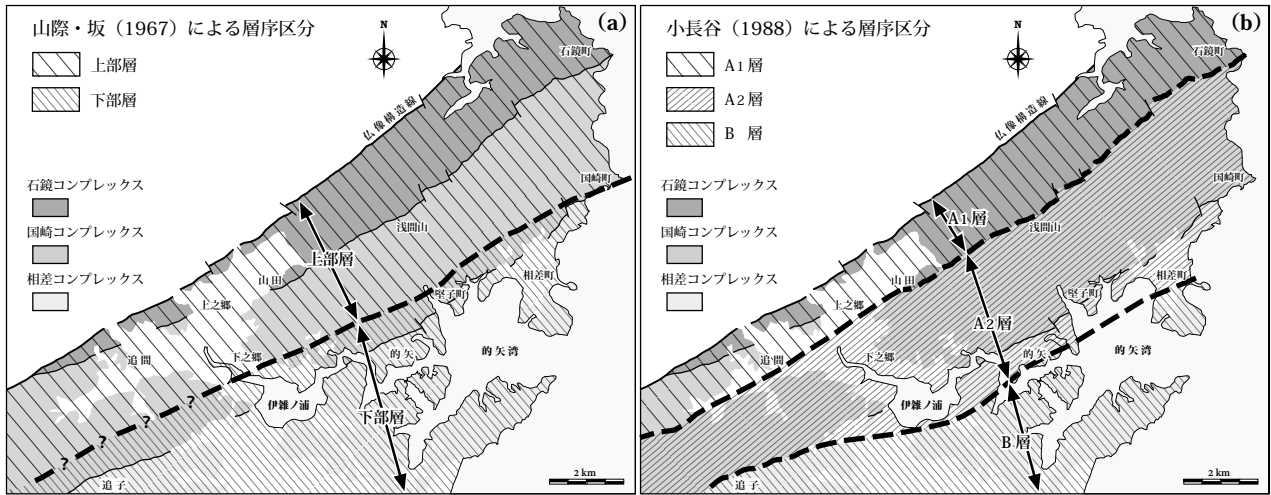 (a)
山際・坂（1967）による層序区分
上部層
下部層
N
石鏡町
仏像構造線
石鏡コンプレックス
国崎コンプレックス
相差コンプレックス
国崎町
浅間山
上部層
山田
相差町
堅子町
上之郷
追間
下之郷
的矢
的矢湾
伊雑ノ浦
下部層
?
?
?
?
追子
2 km
(b)
小長谷（1988）による層序区分
A1層
A2層
B 層
N
石鏡町
仏像構造線
石鏡コンプレックス
国崎コンプレックス
相差コンプレックス
国崎町
A1層
浅間山
山田
相差町
堅子町
上之郷
A2層
追間
下之郷
的矢
的矢湾
伊雑ノ浦
B層
追子
2 km